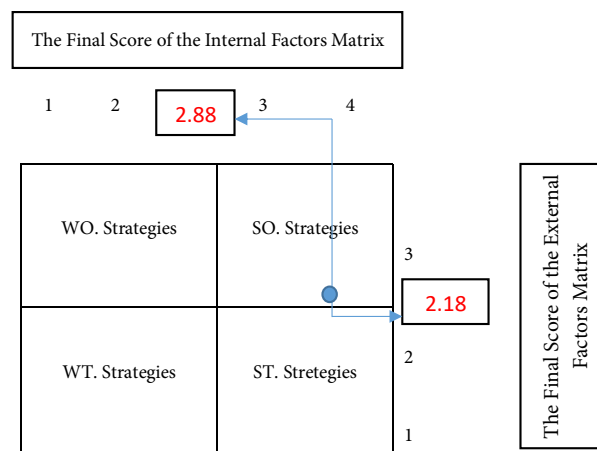 The Final Score of the Internal Factors Matrix
1 2 2.88 3 4
WO. Strategies SO. Strategies
3
2.18
WT. Strategies ST. Stretegies
2
1
The Final Score of the External
Factors Matrix